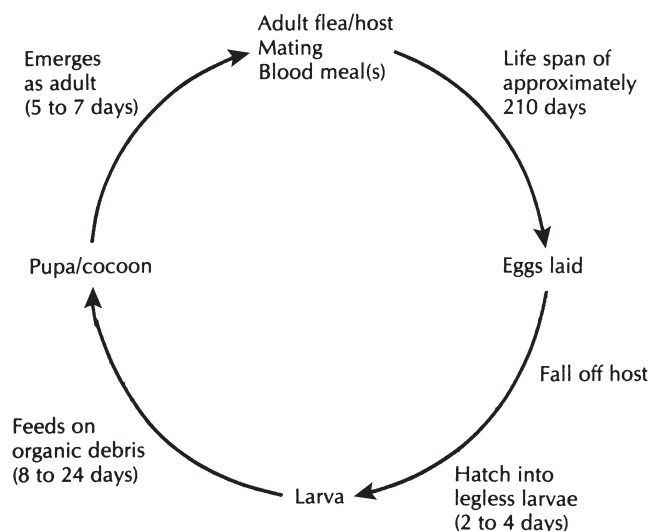 Adult flea/host
Mating
Blood meal(s)
Life span of
approximately
210 days
Eggs laid
Fall off host
Hatch into
legless larvae
(2 to 4 days)
Larva
Feeds on
organic debris
(8 to 24 days)
Pupa/cocoon
Emerges
as adult
(5 to 7 days)